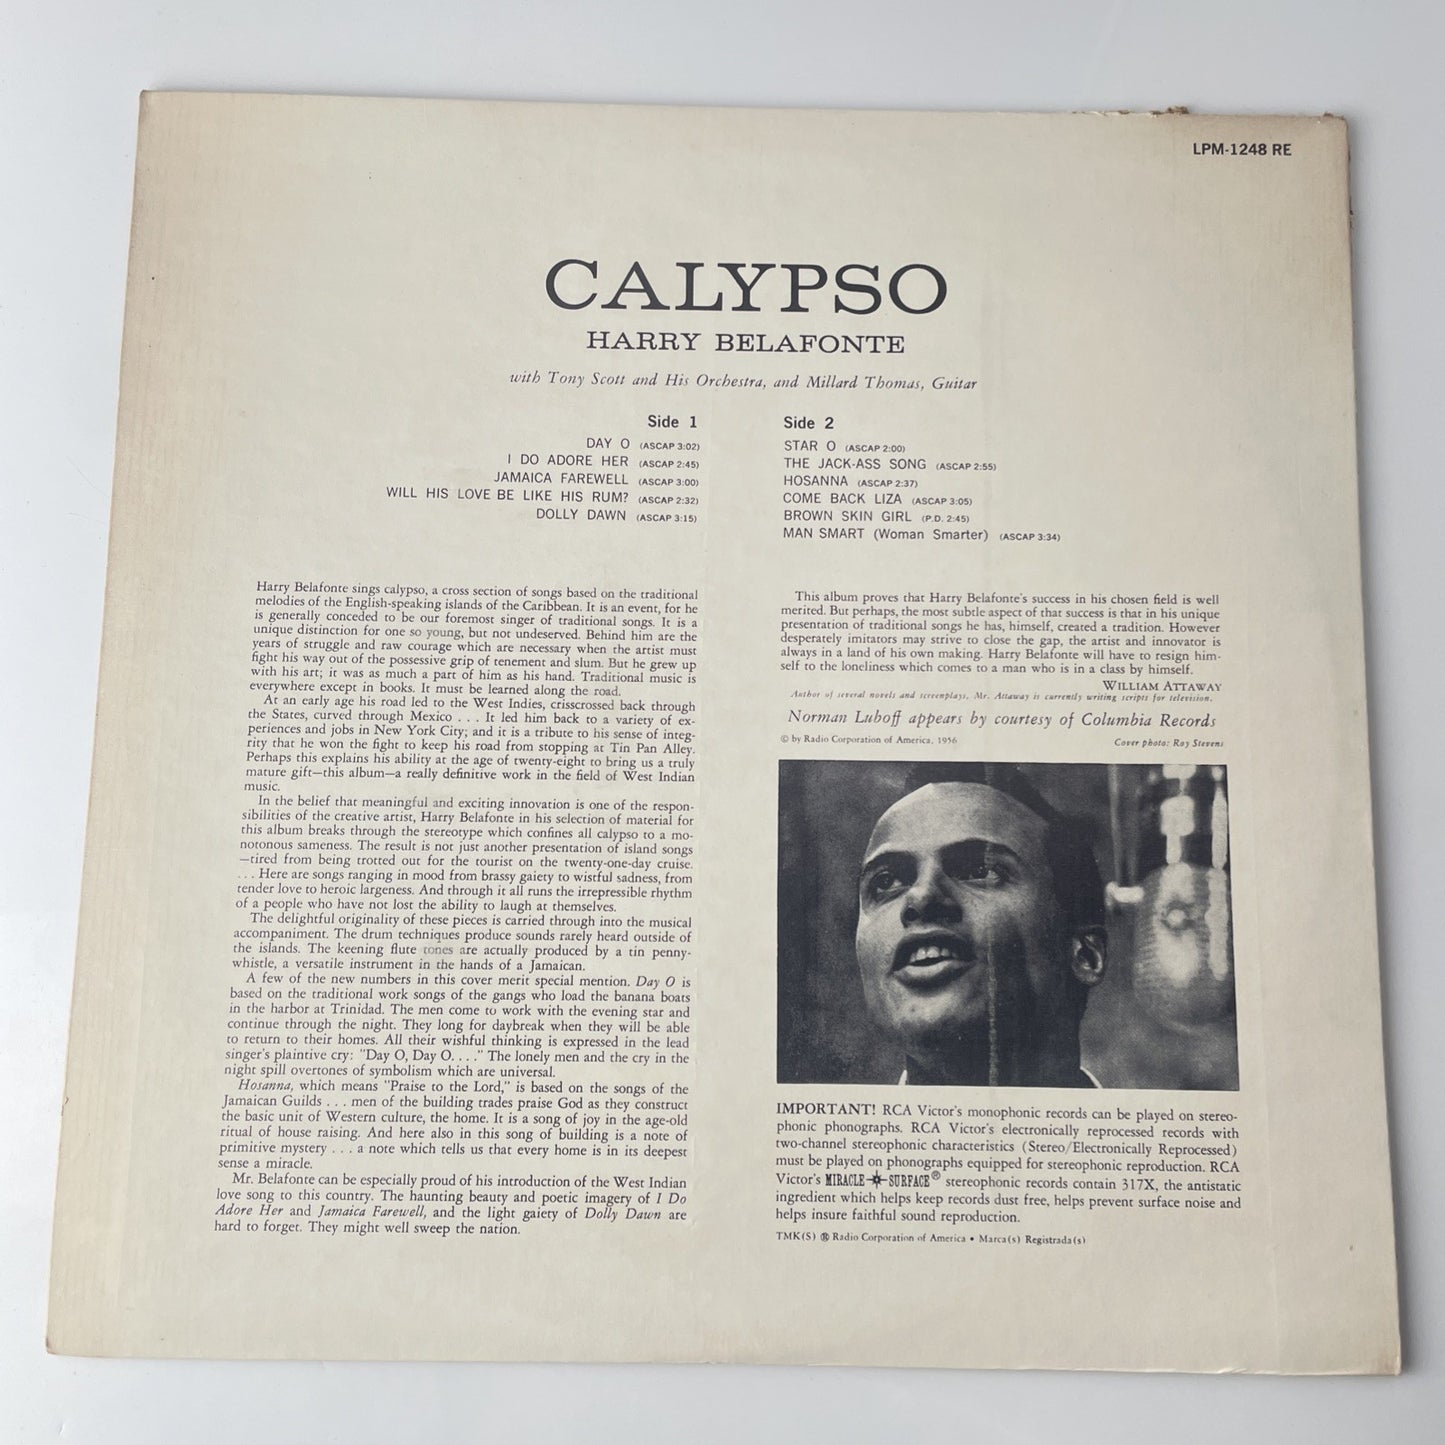 LPM-1248 RE
CALYPSO
HARRY BELAFONTE
with Tony Scott and His Orchestra, and Millard Thomas, Guitar
Side 1
DAY O (ASCAP 3:02)
I DO ADORE HER (ASCAP 2:45)
JAMAICA FAREWELL (ASCAP 3:00)
WILL HIS LOVE BE LIKE HIS RUM? (ASCAP 2:32)
DOLLY DAWN (ASCAP 3:15)
Side 2
STAR O (ASCAP 2:00)
THE JACK-ASS SONG (ASCAP 2:55)
HOSANNA (ASCAP 2:37)
COME BACK LIZA (ASCAP 3:05)
BROWN SKIN GIRL (P.D. 2:45)
MAN SMART (Woman Smarter) (ASCAP 3:34)
Harry Belafonte sings calypso, a cross section of songs based on the traditional
melodies of the English-speaking islands of the Caribbean. It is an event, for he
is generally conceded to be our foremost singer of traditional songs. It is a
unique distinction for one so young, but not undeserved. Behind him are the
years of struggle and raw courage which are necessary when the artist must
fight his way out of the possessive grip of tenement and slum. But he grew up
with his art; it was as much a part of him as his hand. Traditional music is
everywhere except in books. It must be learned along the road.
At an early age his road led to the West Indies, crisscrossed back through
the States, curved through Mexico . . . It led him back to a variety of ex-
periences and jobs in New York City; and it is a tribute to his sense of integ-
rity that he won the fight to keep his road from stopping at Tin Pan Alley.
Perhaps this explains his ability at the age of twenty-eight to bring us a truly
mature gift—this album—a really definitive work in the field of West Indian
music.
In the belief that meaningful and exciting innovation is one of the respon-
sibilities of the creative artist, Harry Belafonte in his selection of material for
this album breaks through the stereotype which confines all calypso to a mo-
notonous sameness. The result is not just another presentation of island songs
—tired from being trotted out for the tourist on the twenty-one-day cruise.
. . . Here are songs ranging in mood from brassy gaiety to wistful sadness, from
tender love to heroic largeness. And through it all runs the irrepressible rhythm
of a people who have not lost the ability to laugh at themselves.
The delightful originality of these pieces is carried through into the musical
accompaniment. The drum techniques produce sounds rarely heard outside of
the islands. The keening flute tones are actually produced by a tin penny-
whistle, a versatile instrument in the hands of a Jamaican.
A few of the new numbers in this cover merit special mention. Day O is
based on the traditional work songs of the gangs who load the banana boats
in the harbor at Trinidad. The men come to work with the evening star and
continue through the night. They long for daybreak when they will be able
to return to their homes. All their wishful thinking is expressed in the lead
singer's plaintive cry: "Day O, Day O. . . ." The lonely men and the cry in the
night spill overtones of symbolism which are universal.
Hosanna, which means "Praise to the Lord," is based on the songs of the
Jamaican Guilds . . . men of the building trades praise God as they construct
the basic unit of Western culture, the home. It is a song of joy in the age-old
ritual of house raising. And here also in this song of building is a note of
primitive mystery . . . a note which tells us that every home is in its deepest
sense a miracle.
Mr. Belafonte can be especially proud of his introduction of the West Indian
love song to this country. The haunting beauty and poetic imagery of I Do
Adore Her and Jamaica Farewell, and the light gaiety of Dolly Dawn are
hard to forget. They might well sweep the nation.
This album proves that Harry Belafonte's success in his chosen field is well
merited. But perhaps, the most subtle aspect of that success is that in his unique
presentation of traditional songs he has, himself, created a tradition. However
desperately imitators may strive to close the gap, the artist and innovator is
always in a land of his own making. Harry Belafonte will have to resign him-
self to the loneliness which comes to a man who is in a class by himself.
WILLIAM ATTAWAY
Author of several novels and screenplays, Mr. Attaway is currently writing scripts for television.
Norman Luboff appears by courtesy of Columbia Records
© by Radio Corporation of America, 1956
Cover photo: Roy Stevens
IMPORTANT! RCA Victor's monophonic records can be played on stereo-
phonic phonographs. RCA Victor's electronically reprocessed records with
two-channel stereophonic characteristics (Stereo/Electronically Reprocessed)
must be played on phonographs equipped for stereophonic reproduction. RCA
Victor's MIRACLE SURFACE® stereophonic records contain 317X, the antistatic
ingredient which helps keep records dust free, helps prevent surface noise and
helps insure faithful sound reproduction.
TMK(S) ® Radio Corporation of America • Marca(s) Registrada(s)